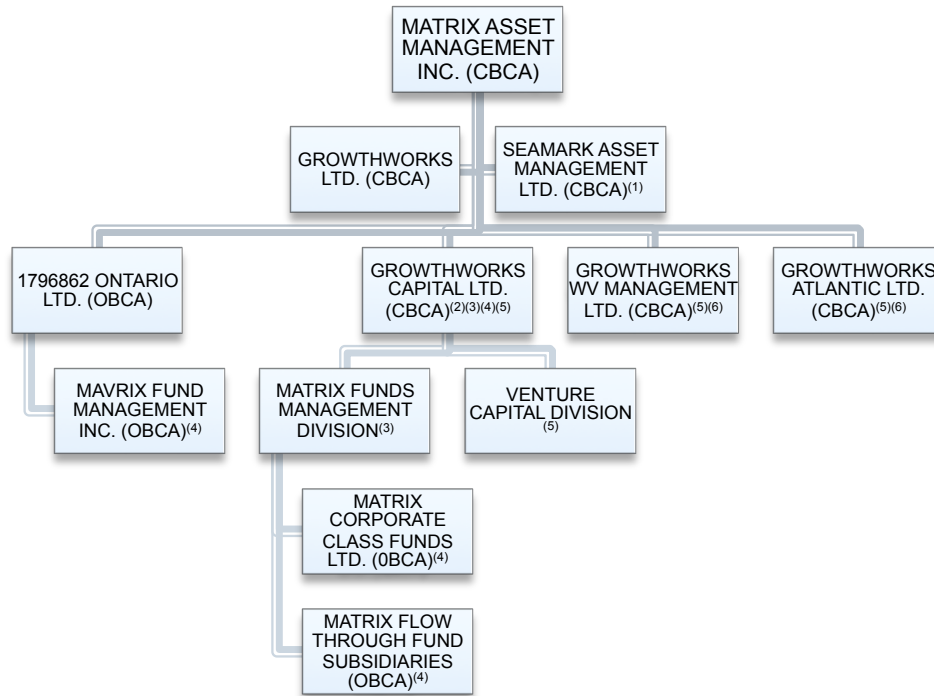 MATRIX ASSET
MANAGEMENT
INC. (CBCA)
GROWTHWORKS
LTD. (CBCA)
SEAMARK ASSET
MANAGEMENT
LTD. (CBCA)(1)
1796862 ONTARIO
LTD. (OBCA)
GROWTHWORKS
CAPITAL LTD.
(CBCA)(2)(3)(4)(5)
GROWTHWORKS
WV MANAGEMENT
LTD. (CBCA)(5)(6)
GROWTHWORKS
ATLANTIC LTD.
(CBCA)(5)(6)
MAVRIX FUND
MANAGEMENT
INC. (OBCA)(4)
MATRIX FUNDS
MANAGEMENT
DIVISION(3)
VENTURE
CAPITAL DIVISION
(5)
MATRIX
CORPORATE
CLASS FUNDS
LTD. (0BCA)(4)
MATRIX FLOW
THROUGH FUND
SUBSIDIARIES
(OBCA)(4)